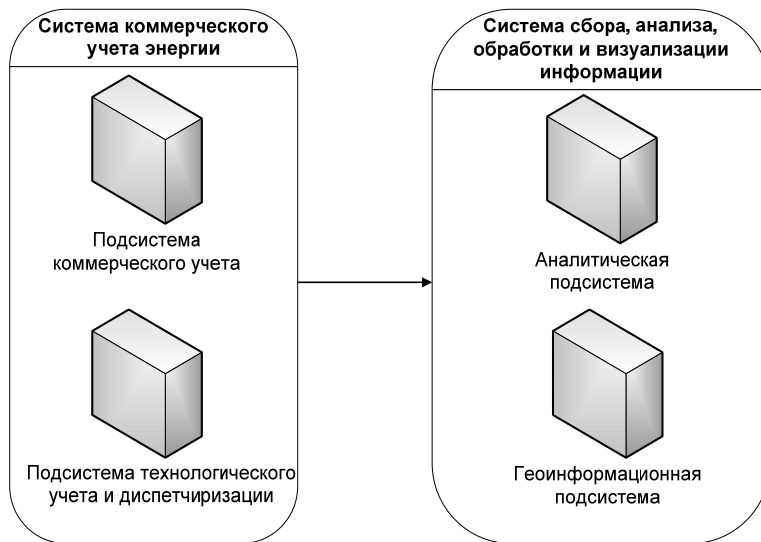 Система коммерческого
учета энергии
Подсистема
коммерческого учета
Подсистема технологического
учета и диспетчиризации
Система сбора, анализа,
обработки и визуализации
информации
Аналитическая
подсистема
Геоинформационная
подсистема